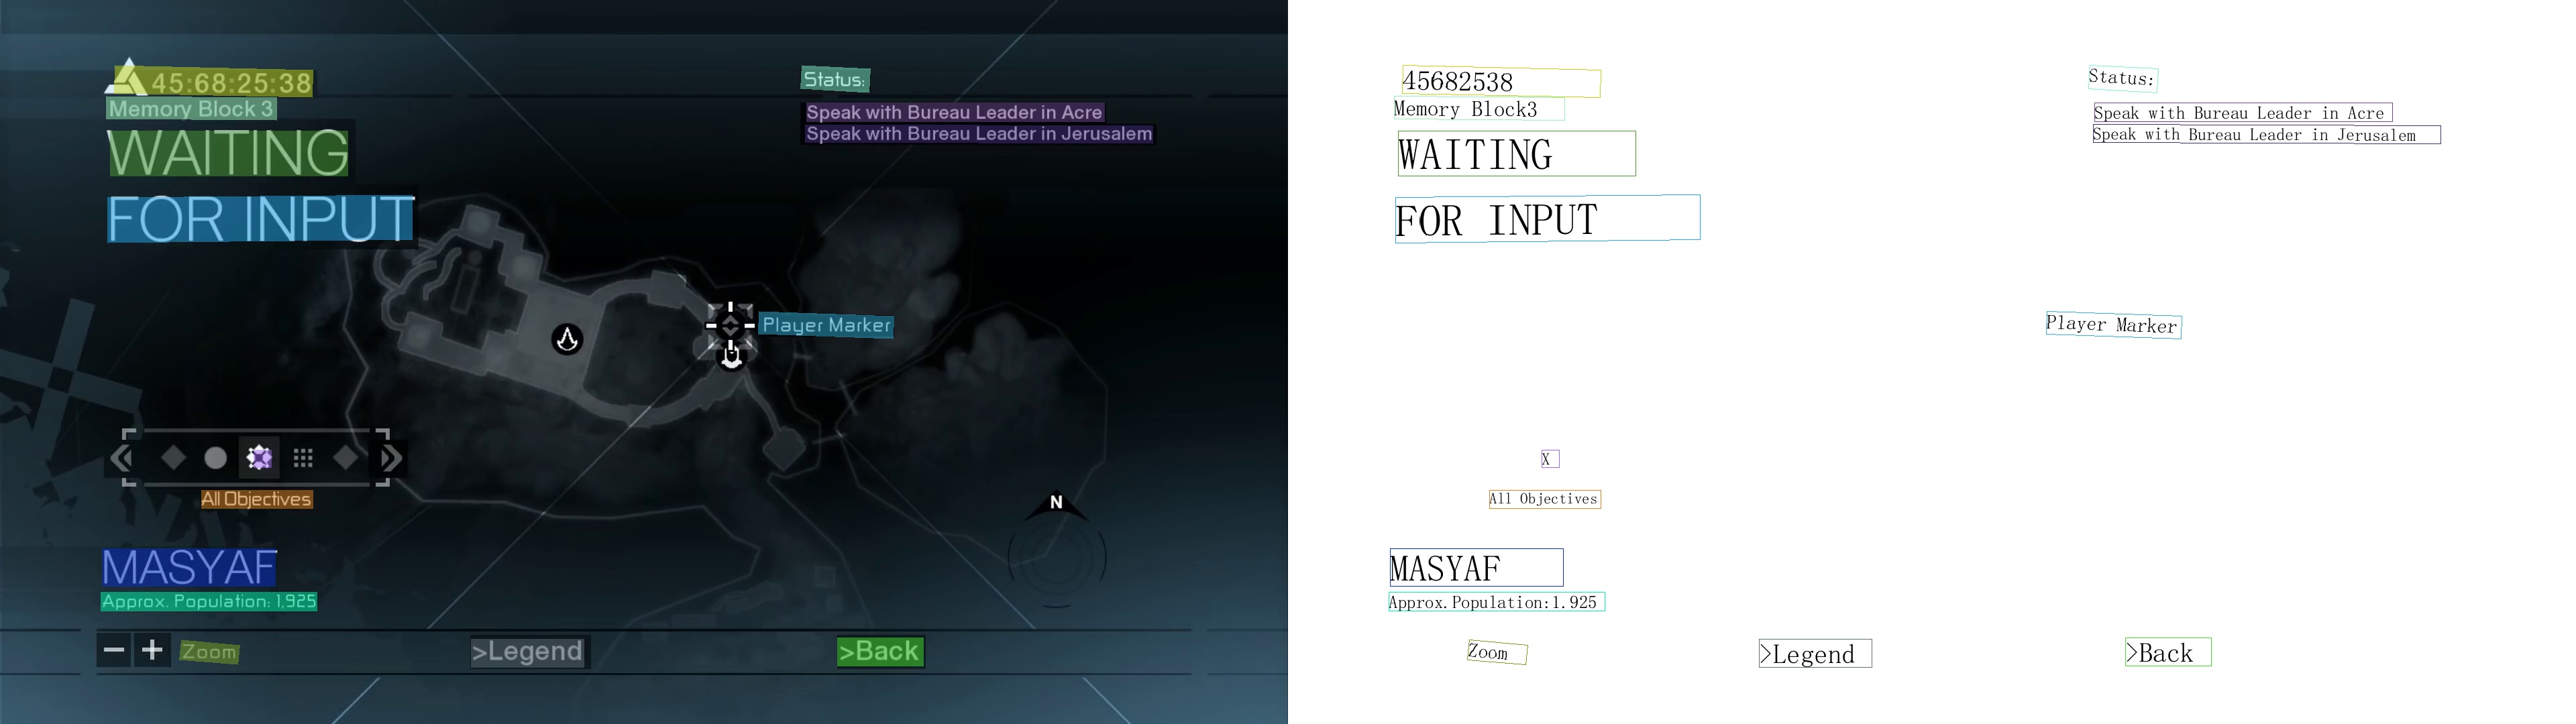 45:68:25:38
Memory Block 3
WAITING
FOR INPUT
Status:
Speak with Bureau Leader in Acre
Speak with Bureau Leader in Jerusalem
Player Marker
All Objectives
N
MASYAF
Approx. Population: 1,925
Zoom
>Legend
>Back
45682538
Memory Block3
WAITING
FOR INPUT
Status:
Speak with Bureau Leader in Acre
Speak with Bureau Leader in Jerusalem
Player Marker
X
All Objectives
MASYAF
Approx.Population:1.925
Zoom
>Legend
>Back